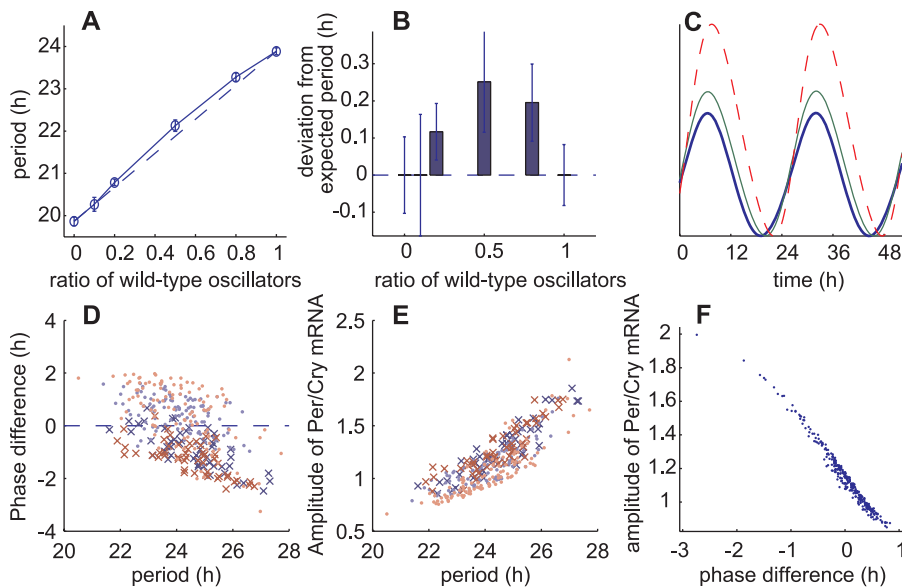 A
period (h)
24
23
22
21
20
0 0.2 0.4 0.6 0.8 1
ratio of wild-type oscillators
B
deviation from
expected period (h)
0.3
0.2
0.1
0
-0.1
0 0.5 1
ratio of wild-type oscillators
C
0 12 24 36 48
time (h)
D
Phase difference (h)
4
2
0
-2
-4
20 22 24 26 28
period (h)
E
Amplitude of Per/Cry mRNA
2.5
2
1.5
1
0.5
20 22 24 26 28
period (h)
F
amplitude of Per/Cry mRNA
2
1.8
1.6
1.4
1.2
1
-3 -2 -1 0 1
phase difference (h)